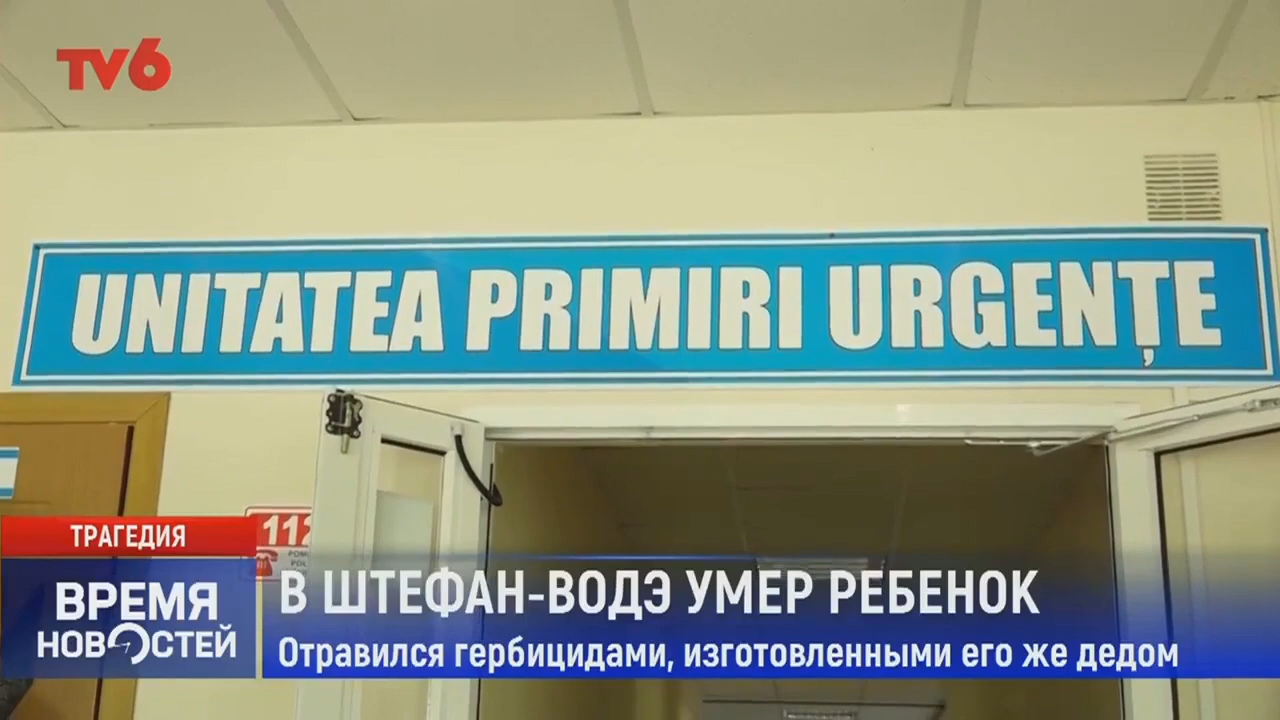 TV6
UNITATEA PRIMIRI URGENȚE
112
ТРАГЕДИЯ
ВРЕМЯ
НОВОСТЕЙ
В ШТЕФАН-ВОДЭ УМЕР РЕБЕНОК
Отравился гербицидами, изготовленными его же дедом